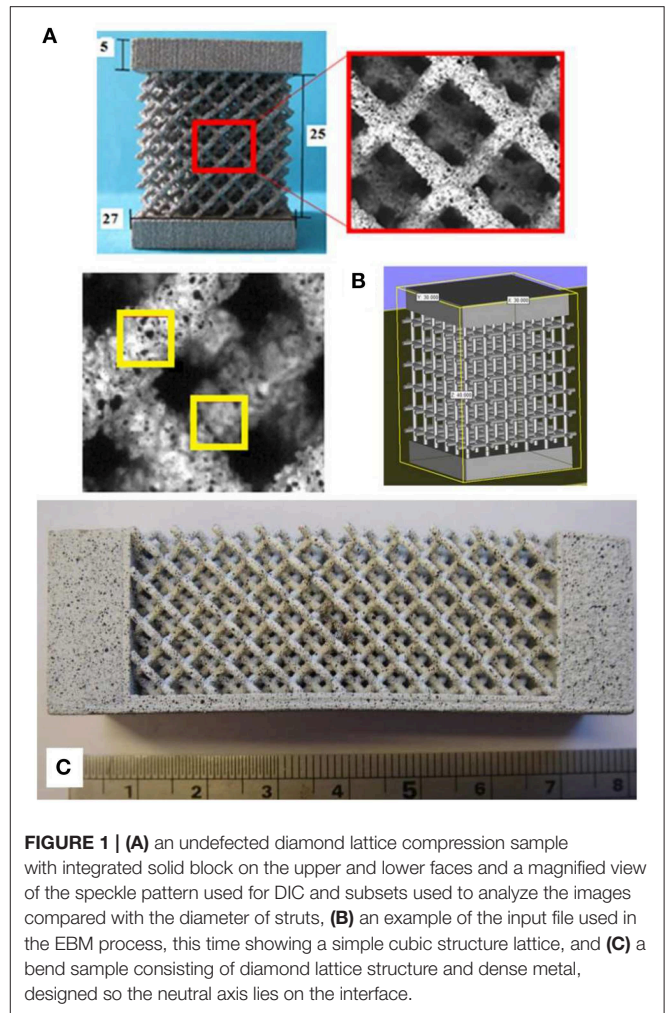 A
5
25
27
B
Y: 30.000
X: 30.000
Z: 40.000
C
1 2 3 4 5 6 7 8
FIGURE 1 | (A) an undefected diamond lattice compression sample
with integrated solid block on the upper and lower faces and a magnified view
of the speckle pattern used for DIC and subsets used to analyze the images
compared with the diameter of struts, (B) an example of the input file used in
the EBM process, this time showing a simple cubic structure lattice, and (C) a
bend sample consisting of diamond lattice structure and dense metal,
designed so the neutral axis lies on the interface.